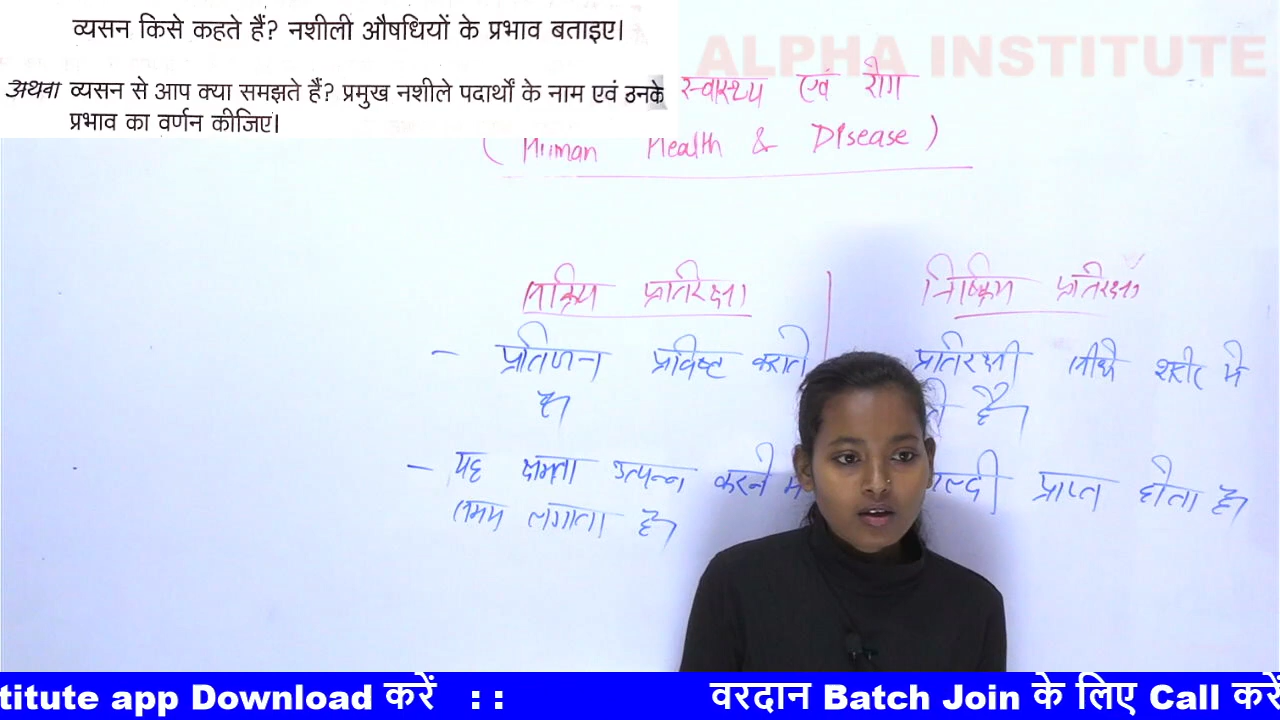 व्यसन किसे कहते हैं? नशीली औषधियों के प्रभाव बताइए।
अथवा व्यसन से आप क्या समझते हैं? प्रमुख नशीले पदार्थों के नाम एवं उनके
प्रभाव का वर्णन कीजिए।
ALPHA INSTITUTE
स्वास्थ्य एवं रोग
(Human Health & Disease)
सक्रिय प्रतिरक्षा
निष्क्रिय प्रतिरक्षा
- प्रतिजन प्रविष्ट कराते
है।
प्रतिरक्षी सीधे शरीर मे
है।
- यह क्षमता उत्पन्न करने मे
समय लगाता है।
जल्दी प्राप्त होता है।
titute app Download करें : :
वरदान Batch Join के लिए Call करें